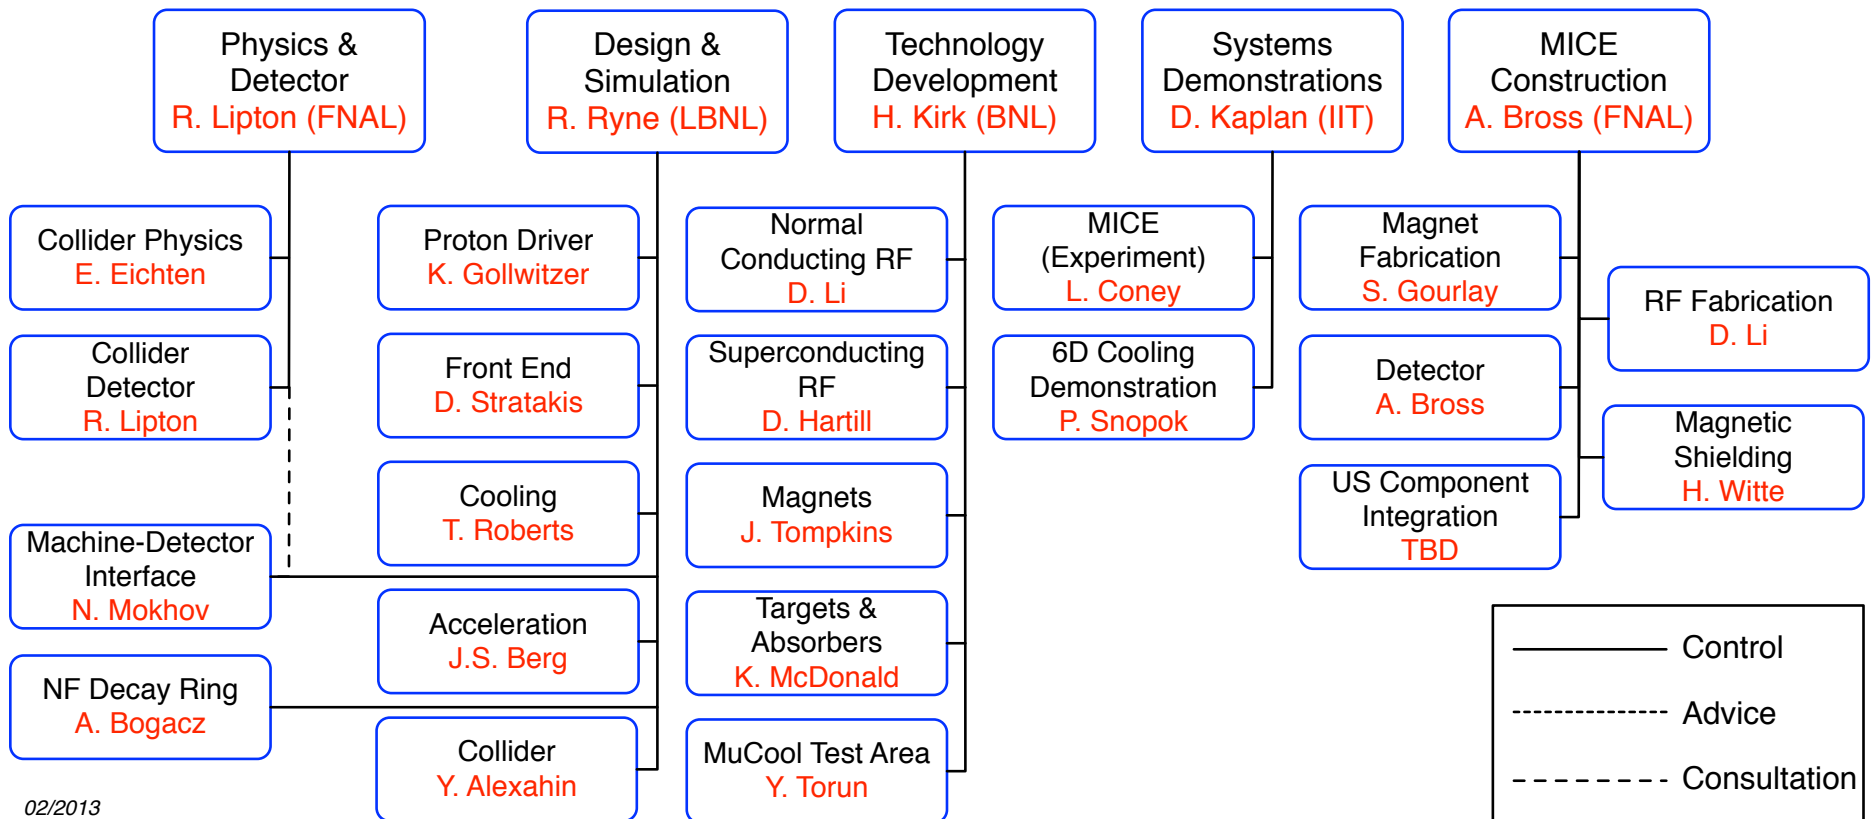 Physics &
Detector
R. Lipton (FNAL)
Design &
Simulation
R. Ryne (LBNL)
Technology
Development
H. Kirk (BNL)
Systems
Demonstrations
D. Kaplan (IIT)
MICE
Construction
A. Bross (FNAL)
Collider Physics
E. Eichten
Collider
Detector
R. Lipton
Machine-Detector
Interface
N. Mokhov
NF Decay Ring
A. Bogacz
Proton Driver
K. Gollwitzer
Front End
D. Stratakis
Cooling
T. Roberts
Acceleration
J.S. Berg
Collider
Y. Alexahin
Normal
Conducting RF
D. Li
Superconducting
RF
D. Hartill
Magnets
J. Tompkins
Targets &
Absorbers
K. McDonald
MuCool Test Area
Y. Torun
MICE
(Experiment)
L. Coney
6D Cooling
Demonstration
P. Snopok
Magnet
Fabrication
S. Gourlay
Detector
A. Bross
US Component
Integration
TBD
RF Fabrication
D. Li
Magnetic
Shielding
H. Witte
Control
Advice
Consultation
02/2013